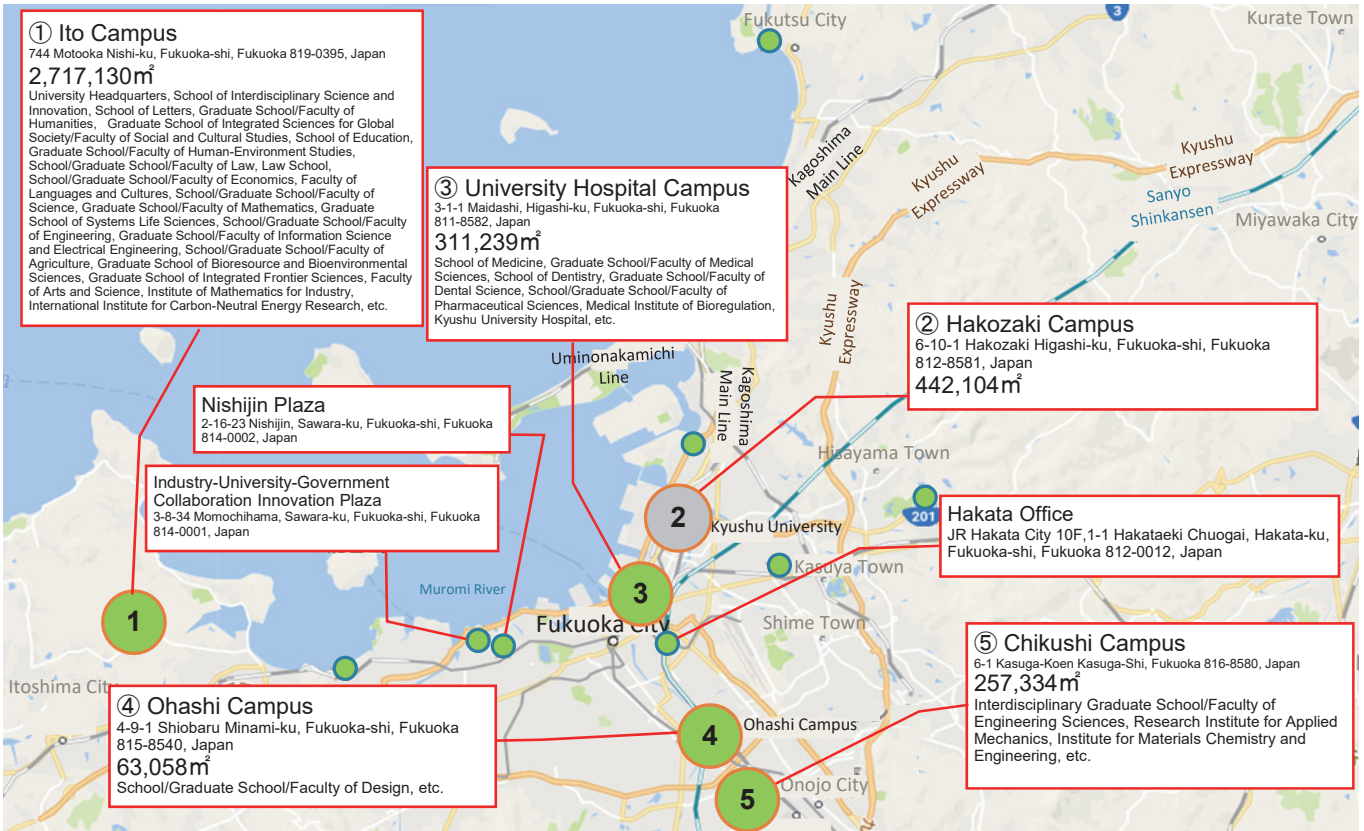 ① Ito Campus
744 Motooka Nishi-ku, Fukuoka-shi, Fukuoka 819-0395, Japan
2,717,130㎡
University Headquarters, School of Interdisciplinary Science and
Innovation, School of Letters, Graduate School/Faculty of
Humanities, Graduate School of Integrated Sciences for Global
Society/Faculty of Social and Cultural Studies, School of Education,
Graduate School/Faculty of Human-Environment Studies,
School/Graduate School/Faculty of Law, Law School,
School/Graduate School/Faculty of Economics, Faculty of
Languages and Cultures, School/Graduate School/Faculty of
Science, Graduate School/Faculty of Mathematics, Graduate
School of Systems Life Sciences, School/Graduate School/Faculty
of Engineering, Graduate School/Faculty of Information Science
and Electrical Engineering, School/Graduate School/Faculty of
Agriculture, Graduate School of Bioresource and Bioenvironmental
Sciences, Graduate School of Integrated Frontier Sciences, Faculty
of Arts and Science, Institute of Mathematics for Industry,
International Institute for Carbon-Neutral Energy Research, etc.
Fukutsu City
3
Kurate Town
Kagoshima
Main Line
Kyushu
Expressway
Kyushu
Expressway
Sanyo
Shinkansen
Miyawaka City
③ University Hospital Campus
3-1-1 Maidashi, Higashi-ku, Fukuoka-shi, Fukuoka
811-8582, Japan
311,239㎡
School of Medicine, Graduate School/Faculty of Medical
Sciences, School of Dentistry, Graduate School/Faculty of
Dental Science, School/Graduate School/Faculty of
Pharmaceutical Sciences, Medical Institute of Bioregulation,
Kyushu University Hospital, etc.
Kyushu
Expressway
② Hakozaki Campus
6-10-1 Hakozaki Higashi-ku, Fukuoka-shi, Fukuoka
812-8581, Japan
442,104㎡
Uminonakamichi
Line
Kagoshima
Main Line
Nishijin Plaza
2-16-23 Nishijin, Sawara-ku, Fukuoka-shi, Fukuoka
814-0002, Japan
Hisayama Town
Industry-University-Government
Collaboration Innovation Plaza
3-8-34 Momochihama, Sawara-ku, Fukuoka-shi, Fukuoka
814-0001, Japan
2
Kyushu University
201
Hakata Office
JR Hakata City 10F,1-1 Hakataeki Chuogai, Hakata-ku,
Fukuoka-shi, Fukuoka 812-0012, Japan
Kasuya Town
Muromi River
3
1
Fukuoka City
Shime Town
⑤ Chikushi Campus
6-1 Kasuga-Koen Kasuga-Shi, Fukuoka 816-8580, Japan
257,334㎡
Interdisciplinary Graduate School/Faculty of
Engineering Sciences, Research Institute for Applied
Mechanics, Institute for Materials Chemistry and
Engineering, etc.
Itoshima City
④ Ohashi Campus
4-9-1 Shiobaru Minami-ku, Fukuoka-shi, Fukuoka
815-8540, Japan
63,058㎡
School/Graduate School/Faculty of Design, etc.
4
Ohashi Campus
5
Onojo City